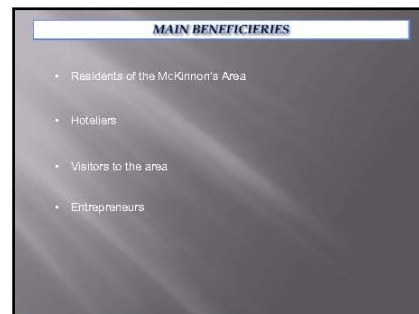 MAIN BENEFICIERIES
• Residents of the McKinnon's Area
• Hoteliers
• Visitors to the area
• Entrepreneurs